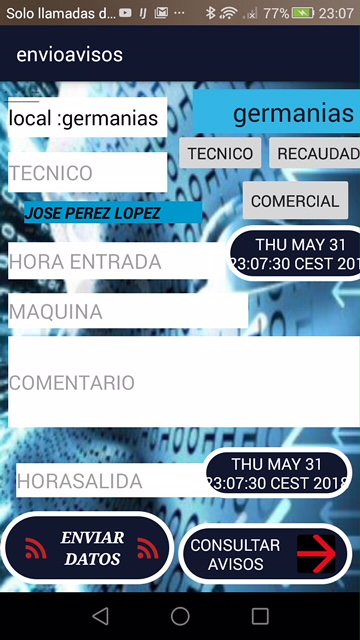 Solo llamadas d... 77% 23:07
envioavisos
local :germanias
germanias
TECNICO
TECNICO
RECAUDAD
JOSE PEREZ LOPEZ
COMERCIAL
HORA ENTRADA
THU MAY 31
23:07:30 CEST 201
MAQUINA
COMENTARIO
HORASALIDA
THU MAY 31
23:07:30 CEST 2018
ENVIAR
DATOS
CONSULTAR
AVISOS